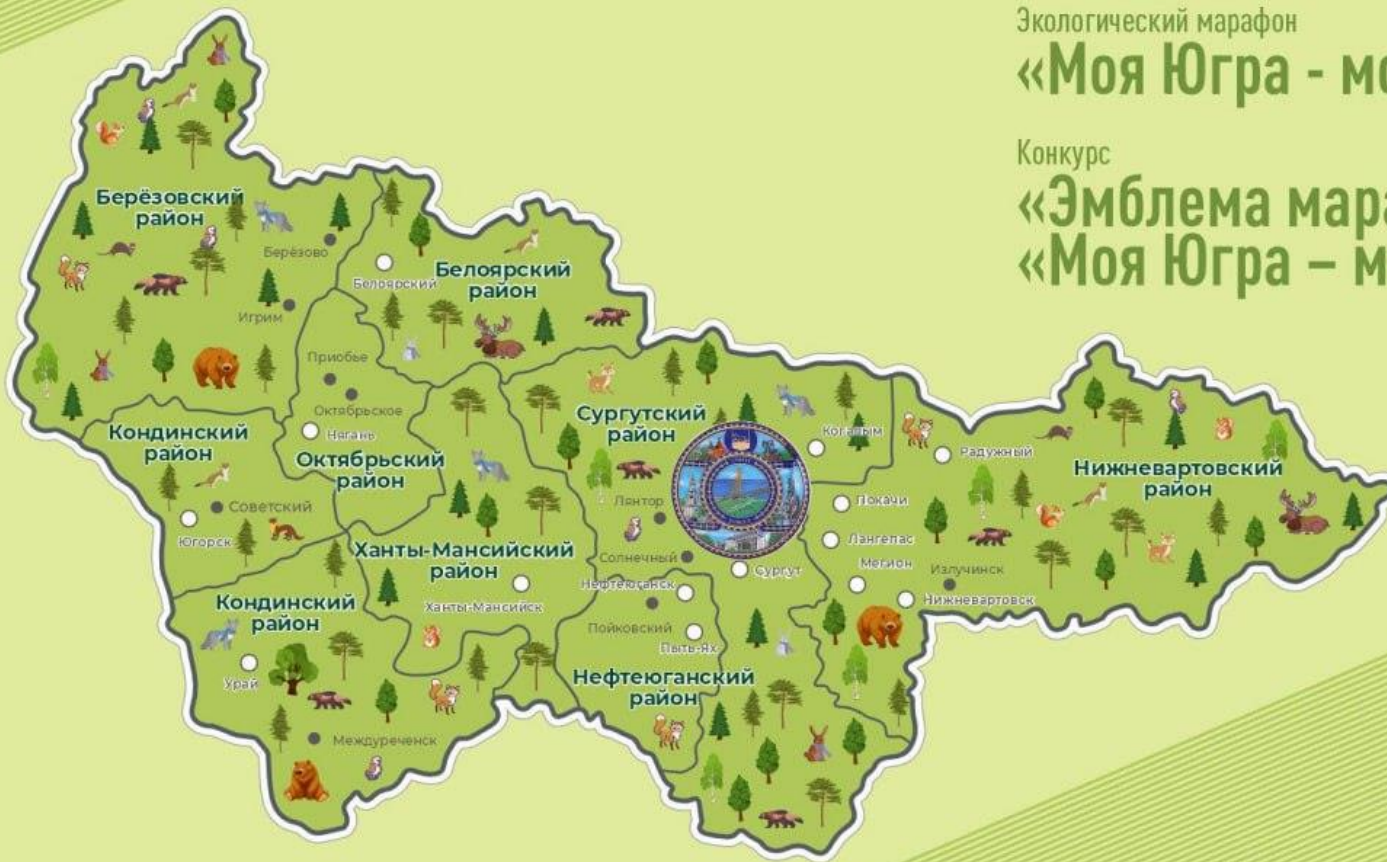 Экологический марафон
«Моя Югра - мо
Конкурс
«Эмблема мара
«Моя Югра – м
Берёзовский
район
Берёзово
Игрим
Белоярский
Белоярский
район
Приобье
Октябрьское
Нягань
Октябрьский
район
Кондинский
район
Советский
Югорск
Сургутский
район
Когалым
Лянтор
Солнечный
Сургут
Радужный
Нижневартовский
район
Покачи
Лангепас
Мегион
Излучинск
Нижневартовск
Ханты-Мансийский
район
Ханты-Мансийск
Нефтеюганск
Пойковский
Пыть-Ях
Нефтеюганский
район
Кондинский
район
Урай
Междуреченск